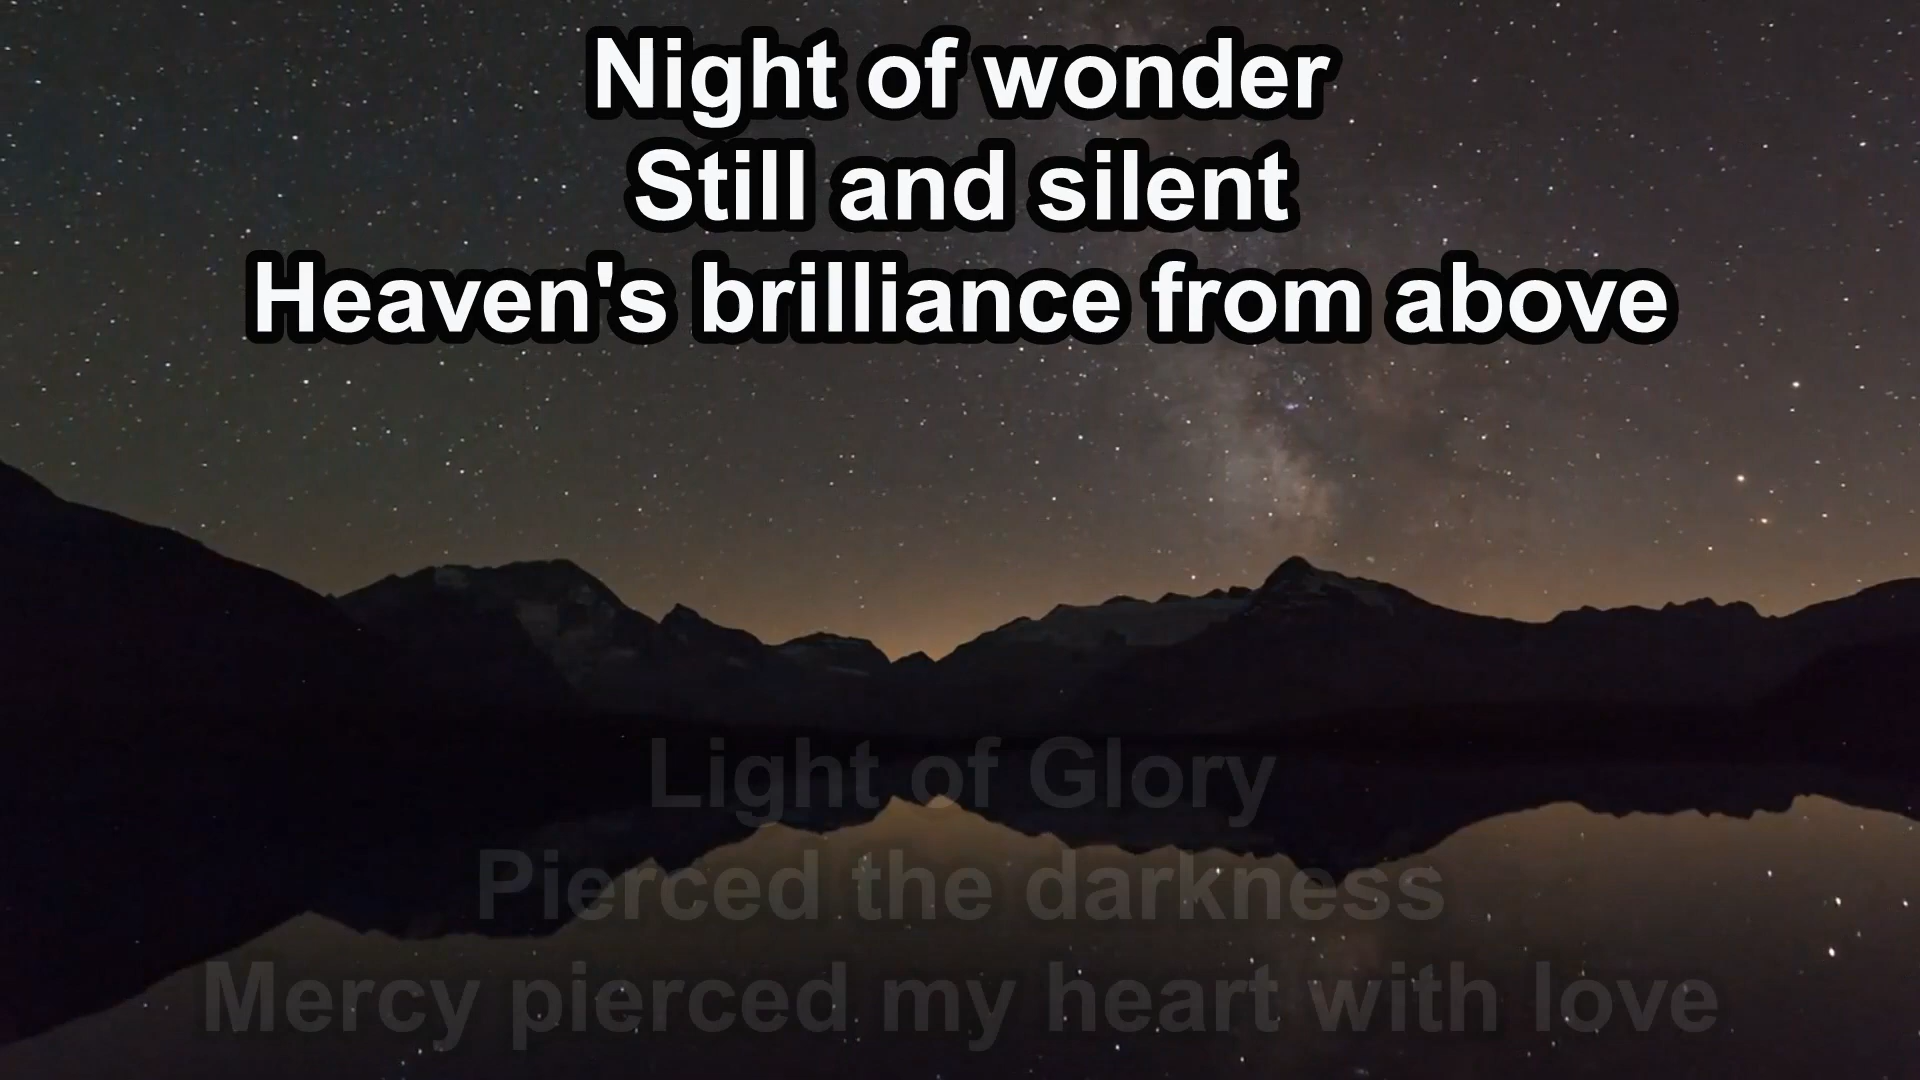 Night of wonder
Still and silent
Heaven's brilliance from above
Light of Glory
Pierced the darkness
Mercy pierced my heart with love